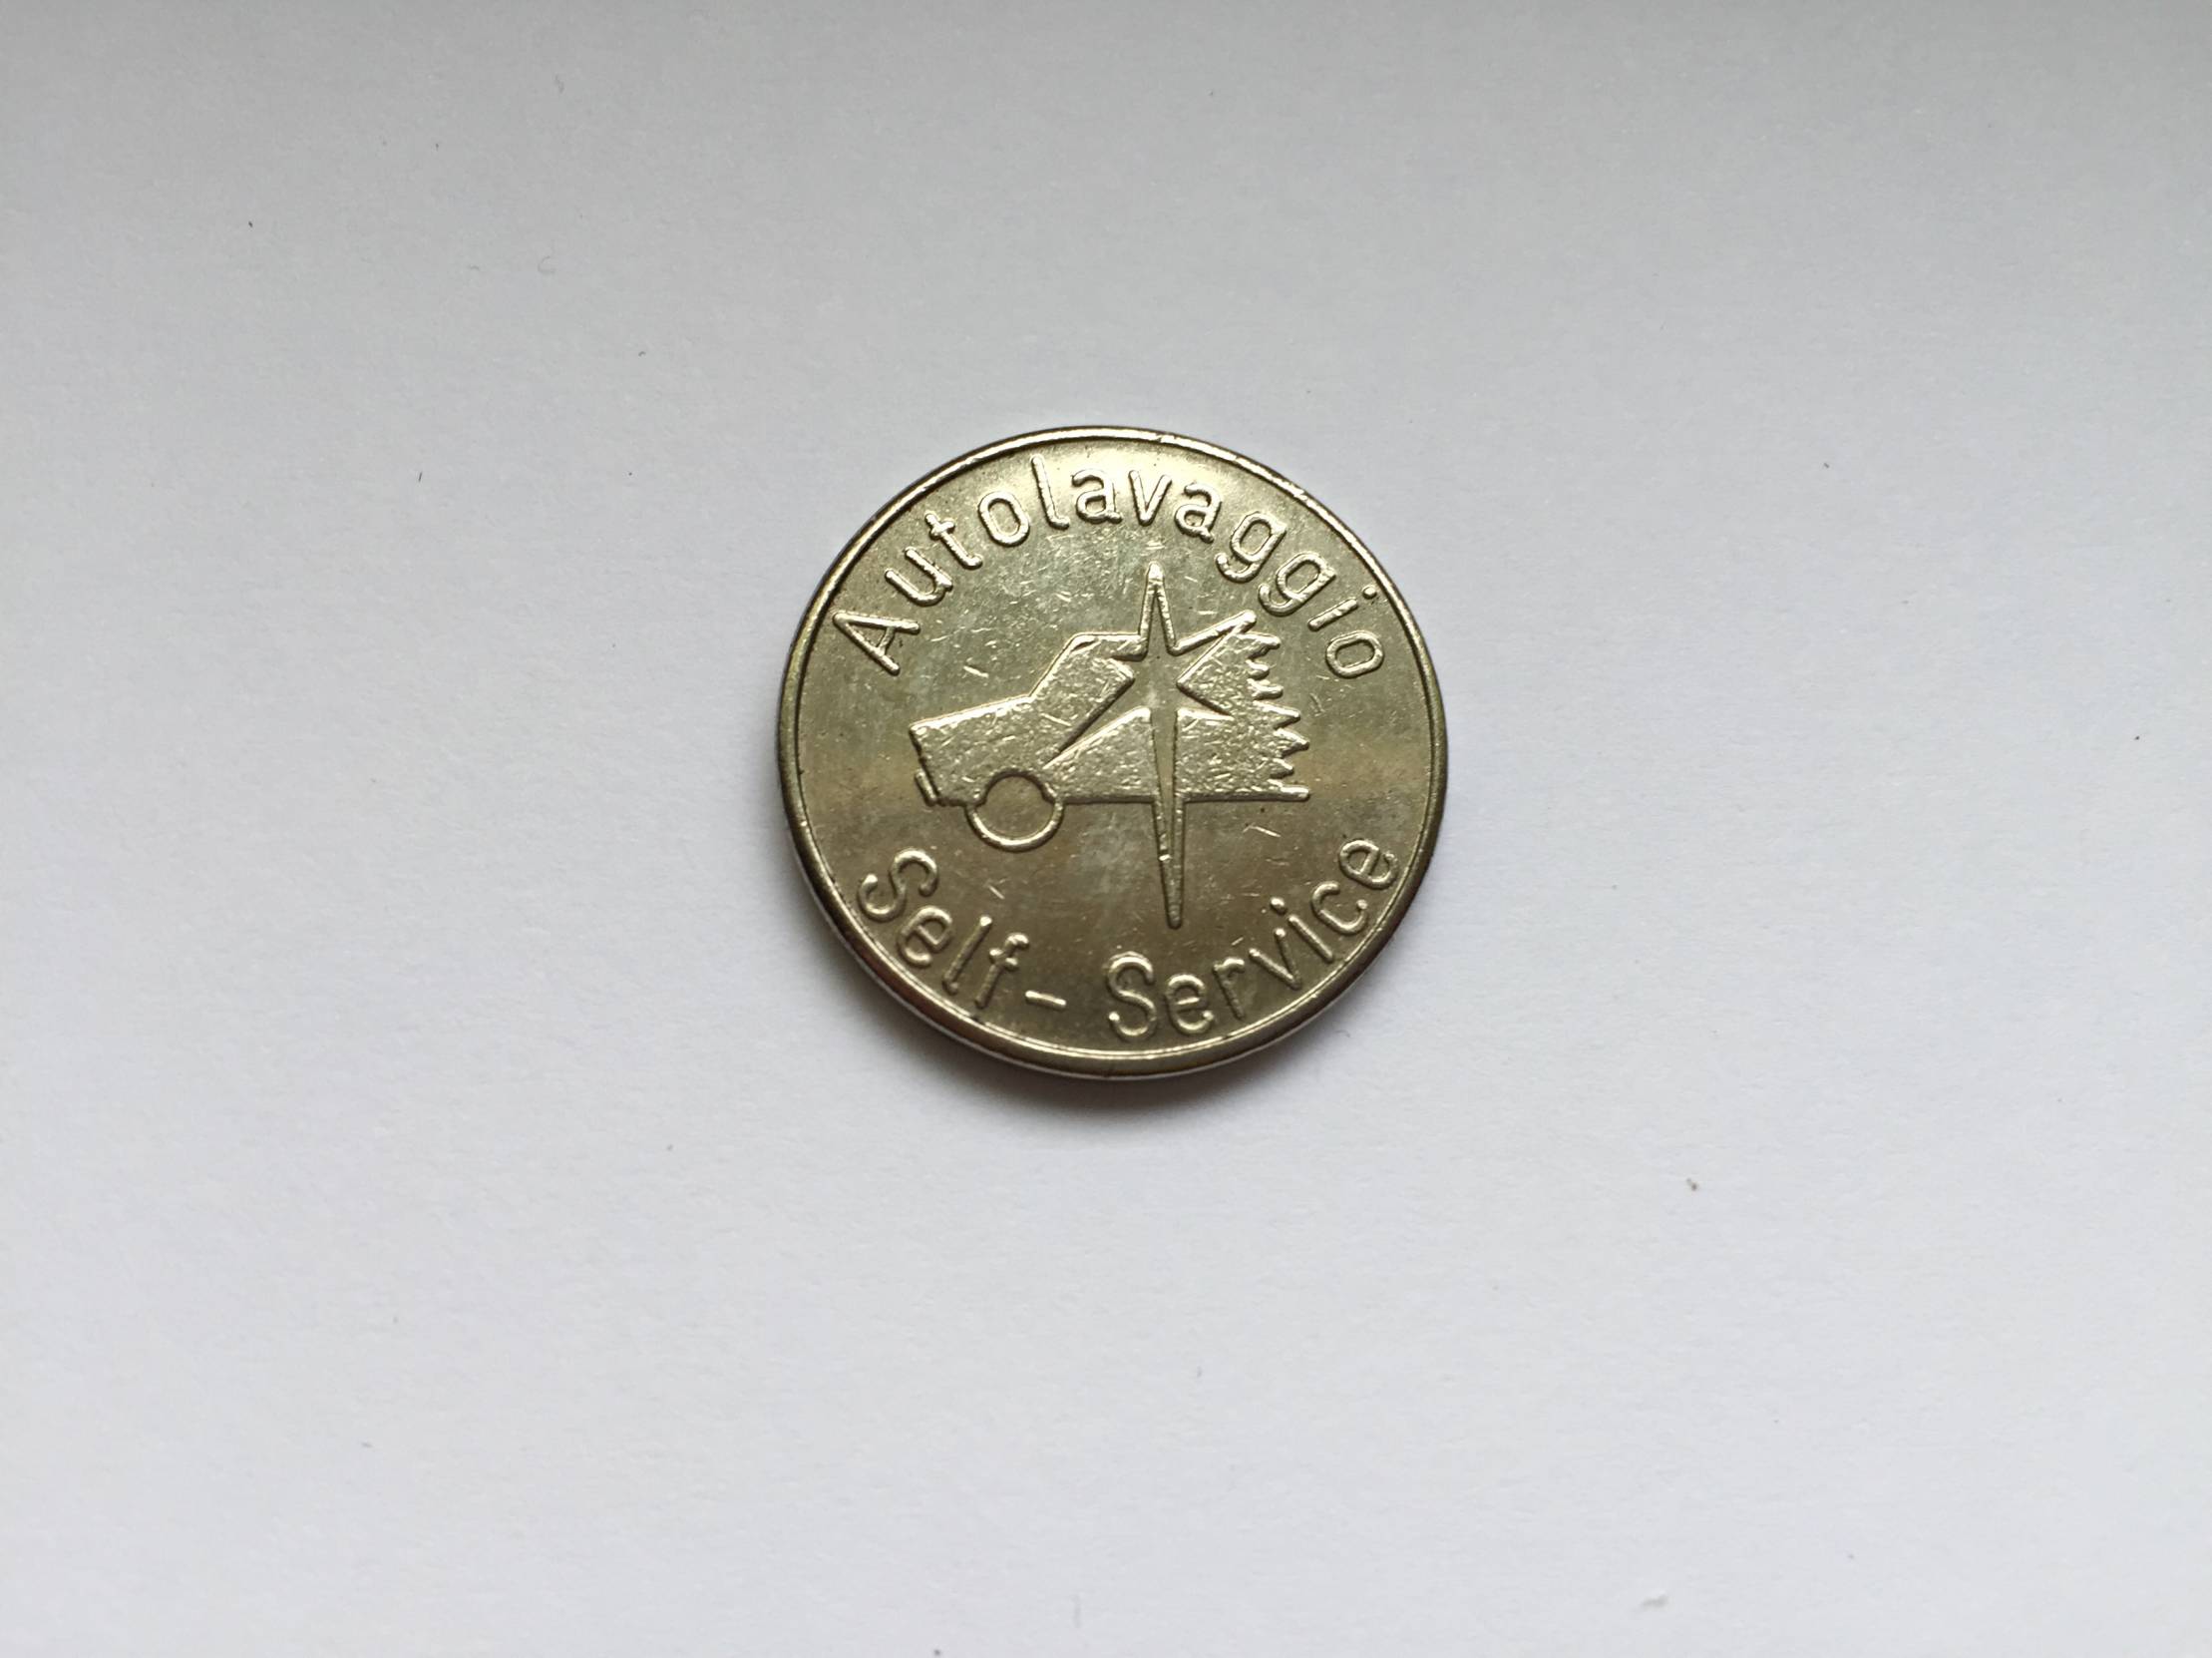 Autolavaggio
Self - Service